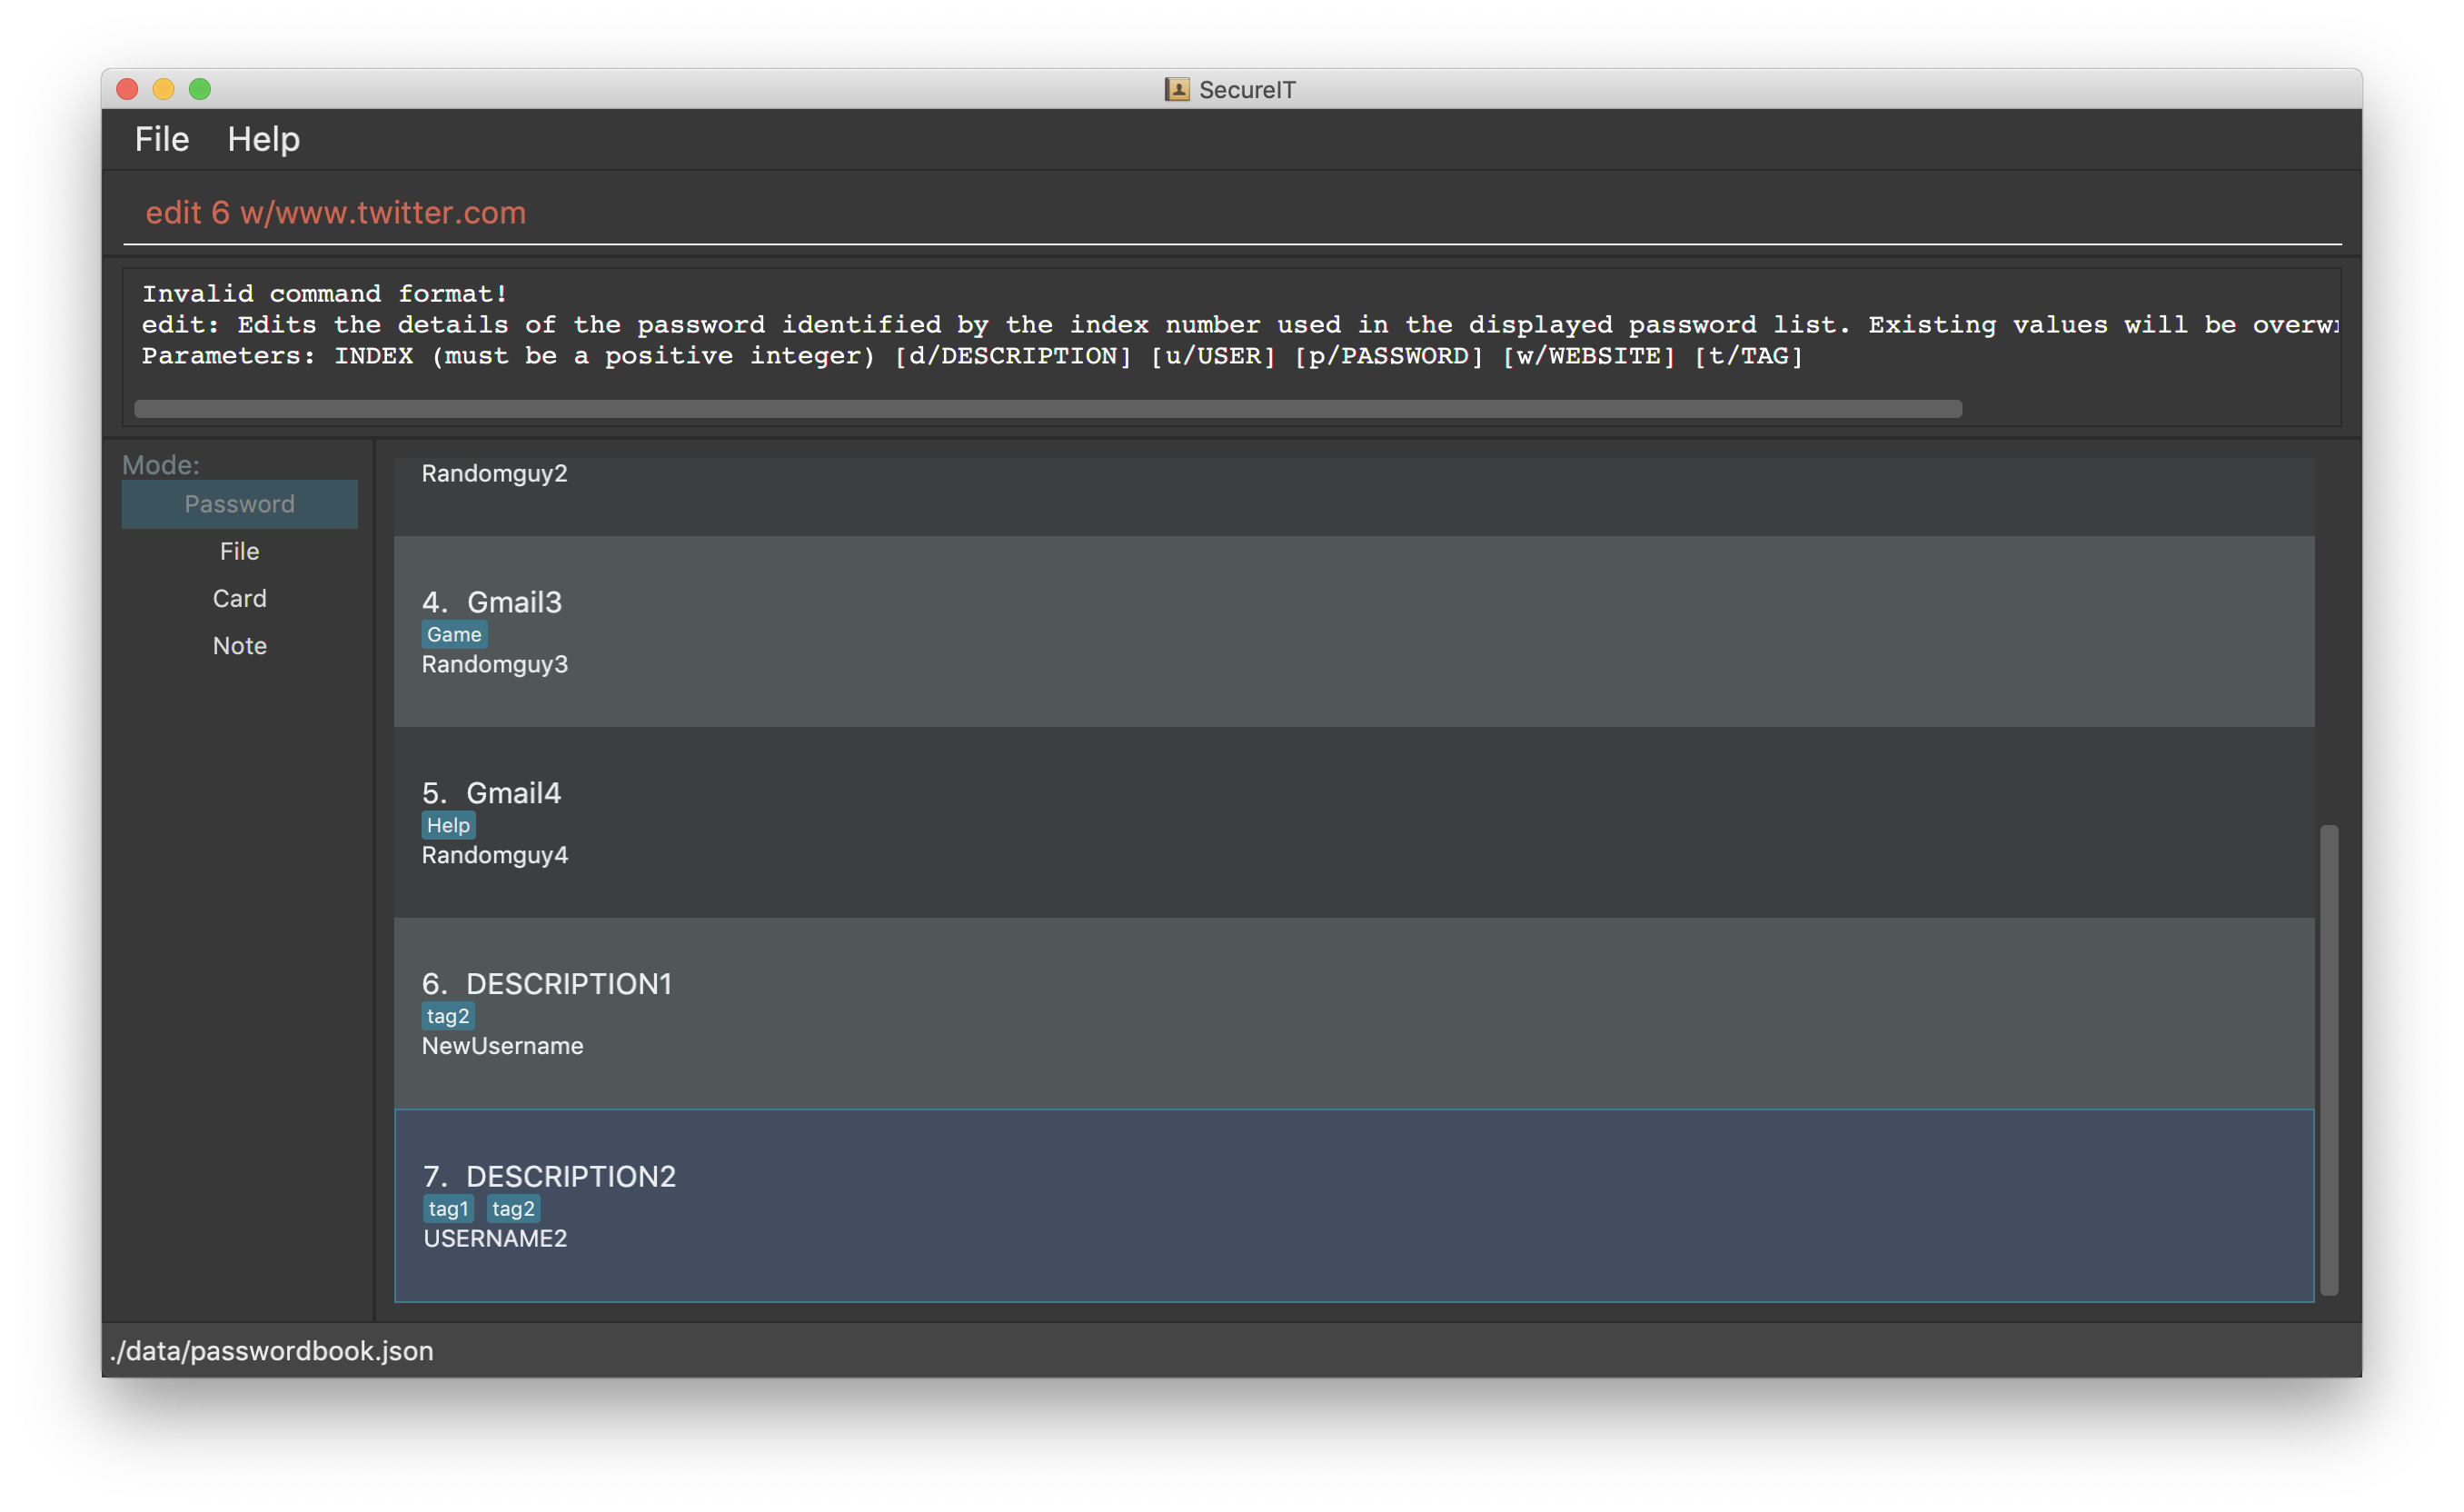 SecureIT
File Help
edit 6 w/www.twitter.com
Invalid command format!
edit: Edits the details of the password identified by the index number used in the displayed password list. Existing values will be
Parameters: INDEX (must be a positive integer) [d/DESCRIPTION] [u/USER] [p/PASSWORD] [w/WEBSITE] [t/TAG]
Mode:
Password
File
Card
Note
Randomguy2
4. Gmail3
Game
Randomguy3
5. Gmail4
Help
Randomguy4
6. DESCRIPTION1
tag2
NewUsername
7. DESCRIPTION2
tag1 tag2
USERNAME2
./data/passwordbook.json